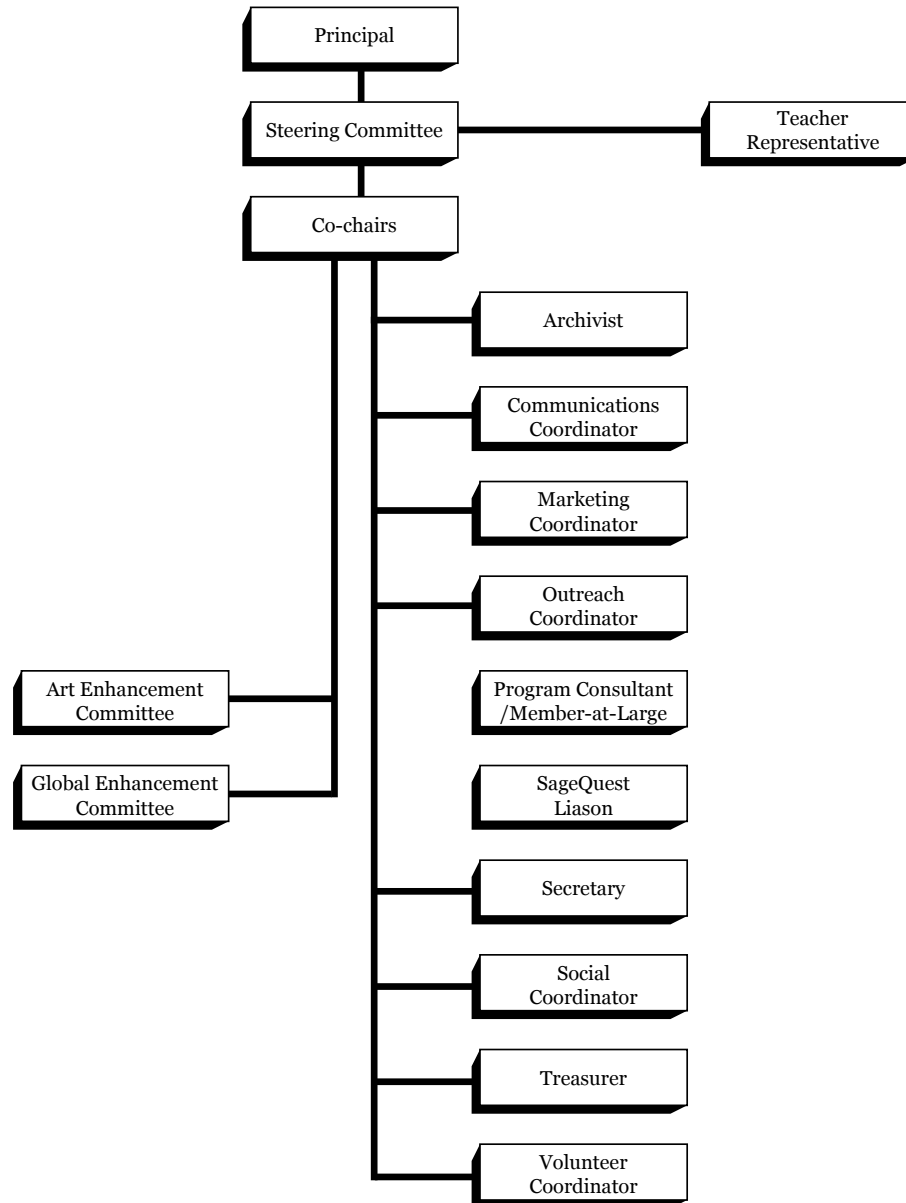 Principal
Steering Committee
Teacher
Representative
Co-chairs
Archivist
Communications
Coordinator
Marketing
Coordinator
Outreach
Coordinator
Art Enhancement
Committee
Program Consultant
/Member-at-Large
Global Enhancement
Committee
SageQuest
Liason
Secretary
Social
Coordinator
Treasurer
Volunteer
Coordinator